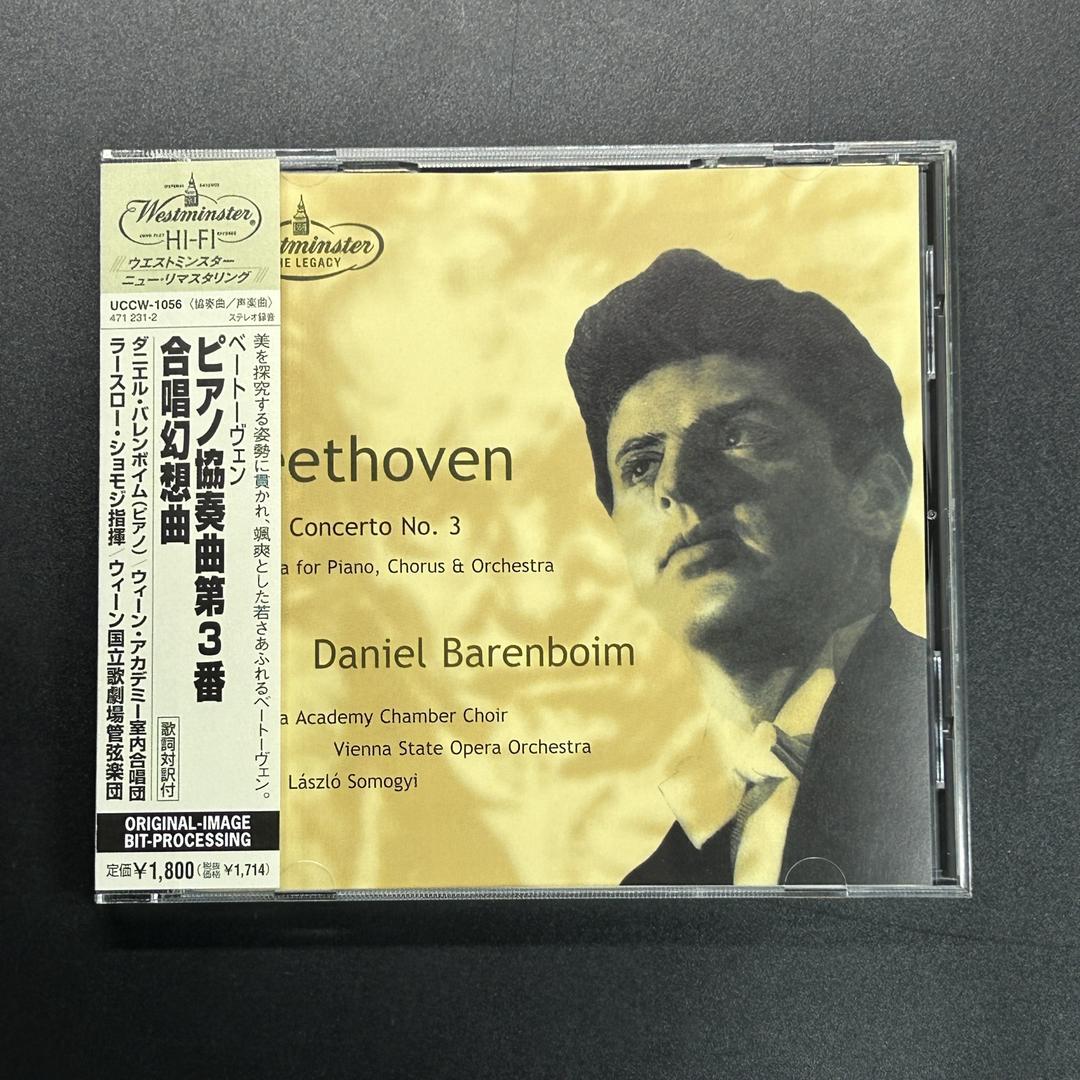 Westminster
HI-FI
ウエストミンスター
ニュー・リマスタリング
UCCW-1056 〈協奏曲／声楽曲〉
471 231-2
ステレオ録音
美を探究する姿勢に貫かれ、颯爽とした若さあふれるベートーヴェン。
ベートーヴェン
ピアノ協奏曲第3番
合唱幻想曲
歌詞対訳付
ダニエル・バレンボイム(ピアノ)／ウィーン・アカデミー室内合唱団
ラースロー・ショモジ指揮／ウィーン国立歌劇場管弦楽団
ORIGINAL-IMAGE
BIT-PROCESSING
定価¥1,800(税抜価格 ¥1,714)
tminster
HE LEGACY
eethoven
Concerto No. 3
a for Piano, Chorus & Orchestra
Daniel Barenboim
a Academy Chamber Choir
Vienna State Opera Orchestra
László Somogyi